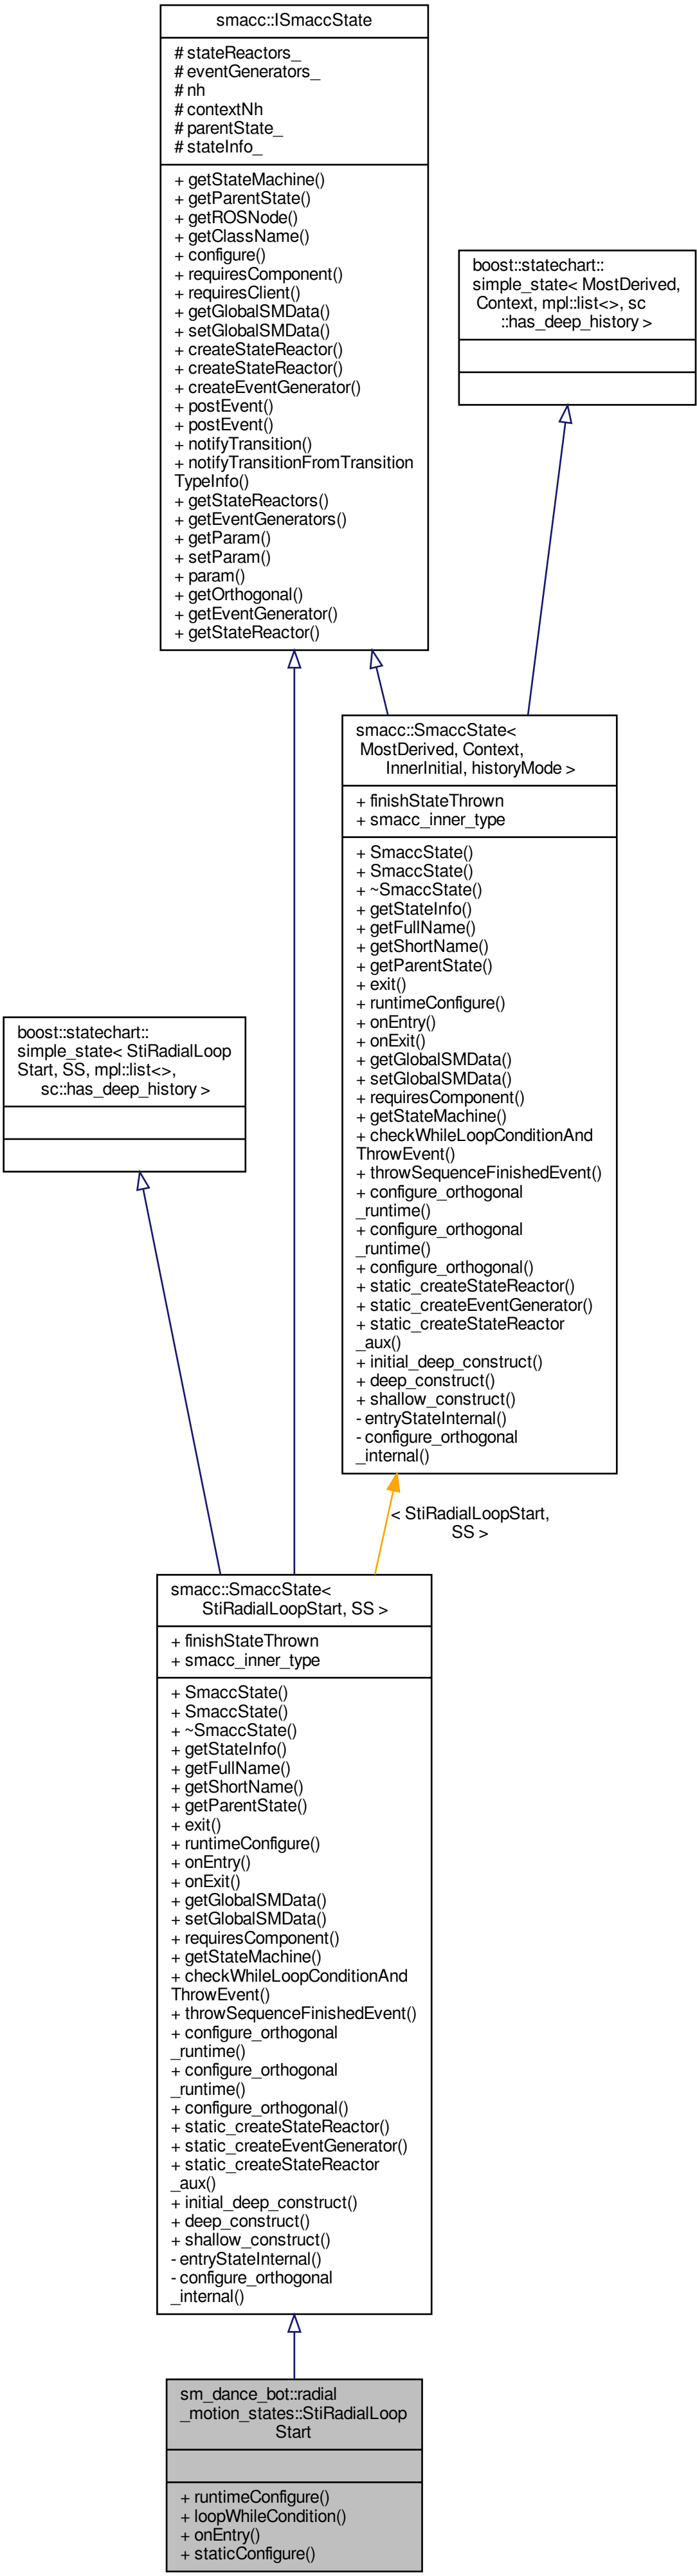 smacc::ISmaccState
# stateReactors_
# eventGenerators_
# nh
# contextNh
# parentState_
# stateInfo_
+ getStateMachine()
+ getParentState()
+ getROSNode()
+ getClassName()
+ configure()
+ requiresComponent()
+ requiresClient()
+ getGlobalSMData()
+ setGlobalSMData()
+ createStateReactor()
+ createStateReactor()
+ createEventGenerator()
+ postEvent()
+ postEvent()
+ notifyTransition()
+ notifyTransitionFromTransition
TypeInfo()
+ getStateReactors()
+ getEventGenerators()
+ getParam()
+ setParam()
+ param()
+ getOrthogonal()
+ getEventGenerator()
+ getStateReactor()
boost::statechart::
simple_state< MostDerived,
Context, mpl::list<>, sc
::has_deep_history >
smacc::SmaccState<
MostDerived, Context,
InnerInitial, historyMode >
+ finishStateThrown
+ smacc_inner_type
+ SmaccState()
+ SmaccState()
+ ~SmaccState()
+ getStateInfo()
+ getFullName()
+ getShortName()
+ getParentState()
+ exit()
+ runtimeConfigure()
+ onEntry()
+ onExit()
+ getGlobalSMData()
+ setGlobalSMData()
+ requiresComponent()
+ getStateMachine()
+ checkWhileLoopConditionAnd
ThrowEvent()
+ throwSequenceFinishedEvent()
+ configure_orthogonal
_runtime()
+ configure_orthogonal
_runtime()
+ configure_orthogonal()
+ static_createStateReactor()
+ static_createEventGenerator()
+ static_createStateReactor
_aux()
+ initial_deep_construct()
+ deep_construct()
+ shallow_construct()
- entryStateInternal()
- configure_orthogonal
_internal()
boost::statechart::
simple_state< StiRadialLoop
Start, SS, mpl::list<>,
sc::has_deep_history >
< StiRadialLoopStart,
SS >
smacc::SmaccState<
StiRadialLoopStart, SS >
+ finishStateThrown
+ smacc_inner_type
+ SmaccState()
+ SmaccState()
+ ~SmaccState()
+ getStateInfo()
+ getFullName()
+ getShortName()
+ getParentState()
+ exit()
+ runtimeConfigure()
+ onEntry()
+ onExit()
+ getGlobalSMData()
+ setGlobalSMData()
+ requiresComponent()
+ getStateMachine()
+ checkWhileLoopConditionAnd
ThrowEvent()
+ throwSequenceFinishedEvent()
+ configure_orthogonal
_runtime()
+ configure_orthogonal
_runtime()
+ configure_orthogonal()
+ static_createStateReactor()
+ static_createEventGenerator()
+ static_createStateReactor
_aux()
+ initial_deep_construct()
+ deep_construct()
+ shallow_construct()
- entryStateInternal()
- configure_orthogonal
_internal()
sm_dance_bot::radial
_motion_states::StiRadialLoop
Start
+ runtimeConfigure()
+ loopWhileCondition()
+ onEntry()
+ staticConfigure()